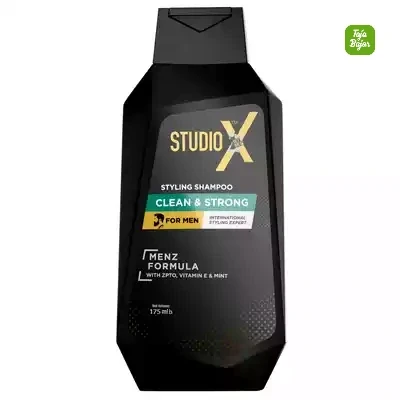 Taja
Bajar
STUDIO X
STYLING SHAMPOO
CLEAN & STRONG
FOR MEN
INTERNATIONAL
STYLING EXPERT
MENZ
FORMULA
WITH ZPTO, VITAMIN E & MINT
175 ml